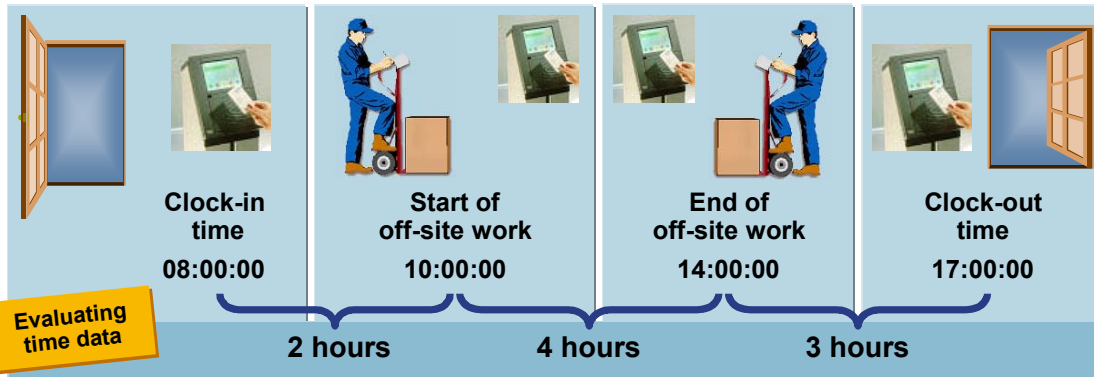 Clock-in
time
08:00:00
Start of
off-site work
10:00:00
End of
off-site work
14:00:00
Clock-out
time
17:00:00
Evaluating
time data
2 hours
4 hours
3 hours